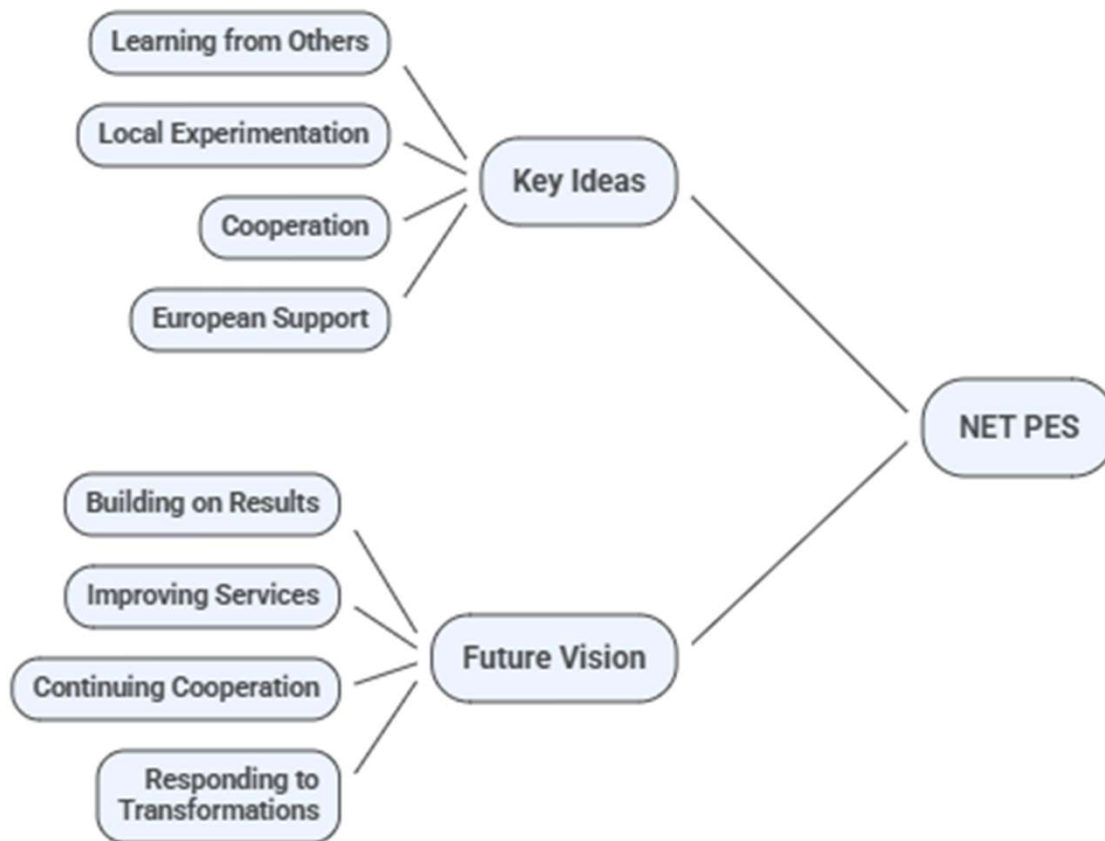 Learning from Others
Local Experimentation
Cooperation
European Support
Key Ideas
NET PES
Building on Results
Improving Services
Continuing Cooperation
Responding to
Transformations
Future Vision